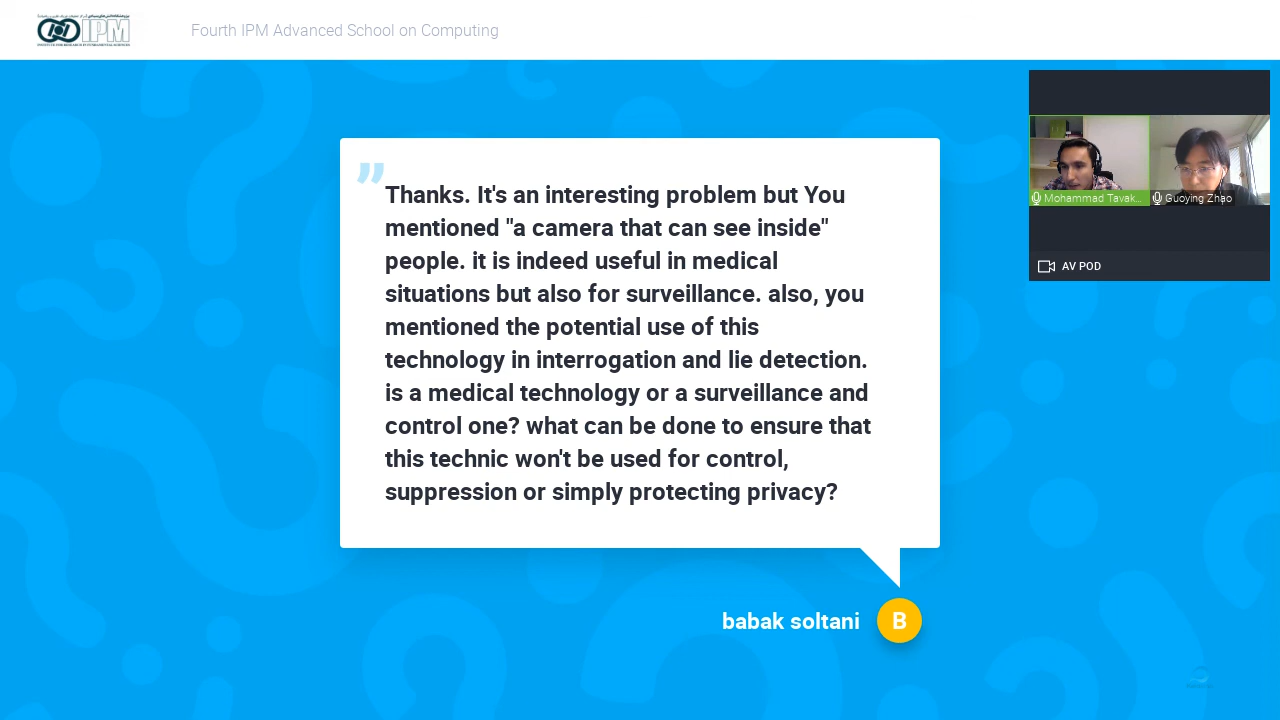 IPM
Fourth IPM Advanced School on Computing
Thanks. It's an interesting problem but You
mentioned "a camera that can see inside"
people. it is indeed useful in medical
situations but also for surveillance. also, you
mentioned the potential use of this
technology in interrogation and lie detection.
is a medical technology or a surveillance and
control one? what can be done to ensure that
this technic won't be used for control,
suppression or simply protecting privacy?
babak soltani
B
Mohammad Tavak...
Guoying Zhao
AV POD